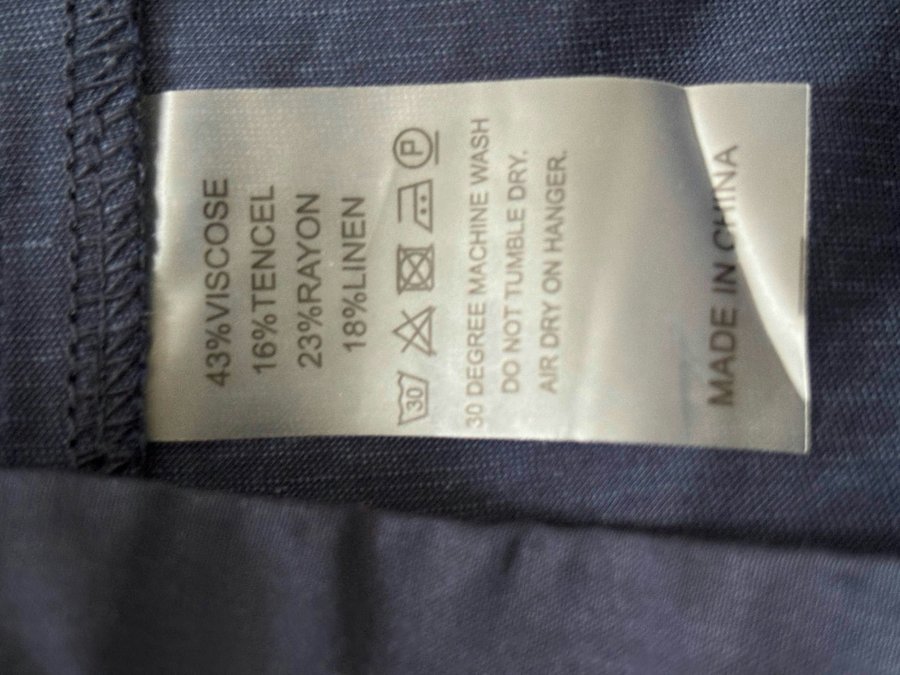 43%VISCOSE
16%TENCEL
23%RAYON
18%LINEN
30 P
30 DEGREE MACHINE WASH
DO NOT TUMBLE DRY.
AIR DRY ON HANGER.
MADE IN CHINA